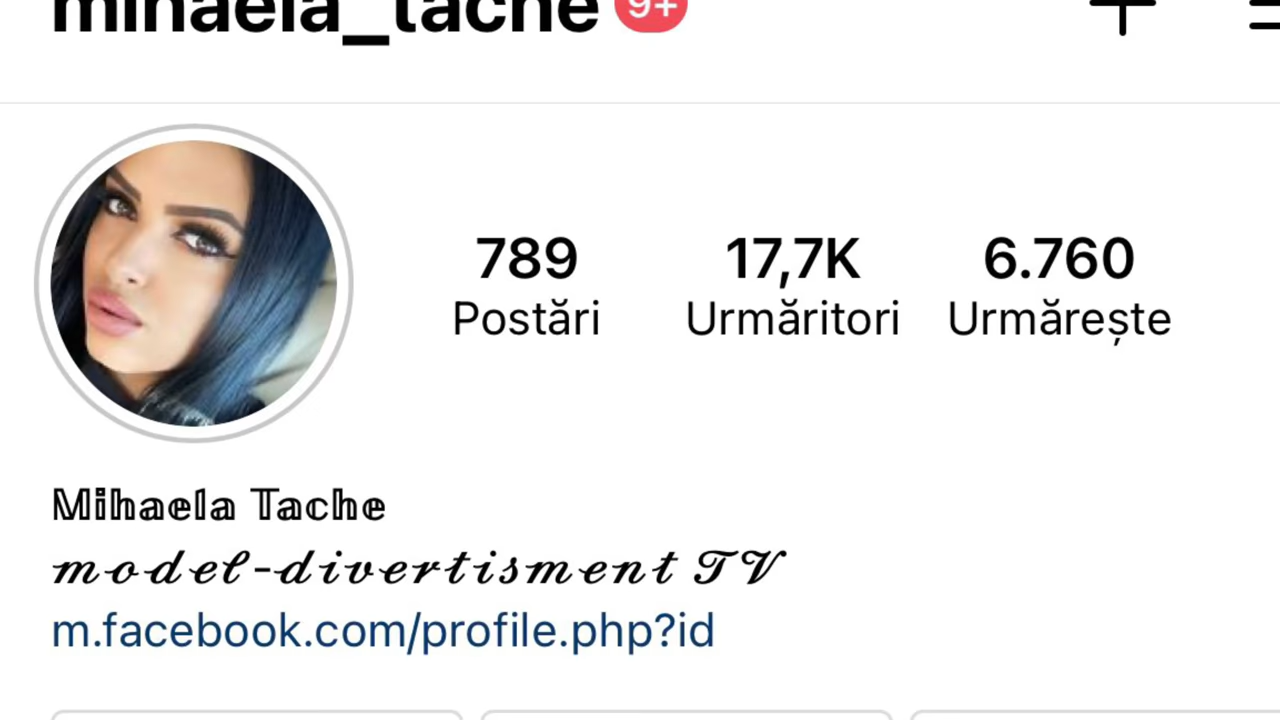 mihaela_tache 9+
789 17,7K 6.760
Postări Urmăritori Urmărește
Mihaela Tache
model-divertisment TV
m.facebook.com/profile.php?id